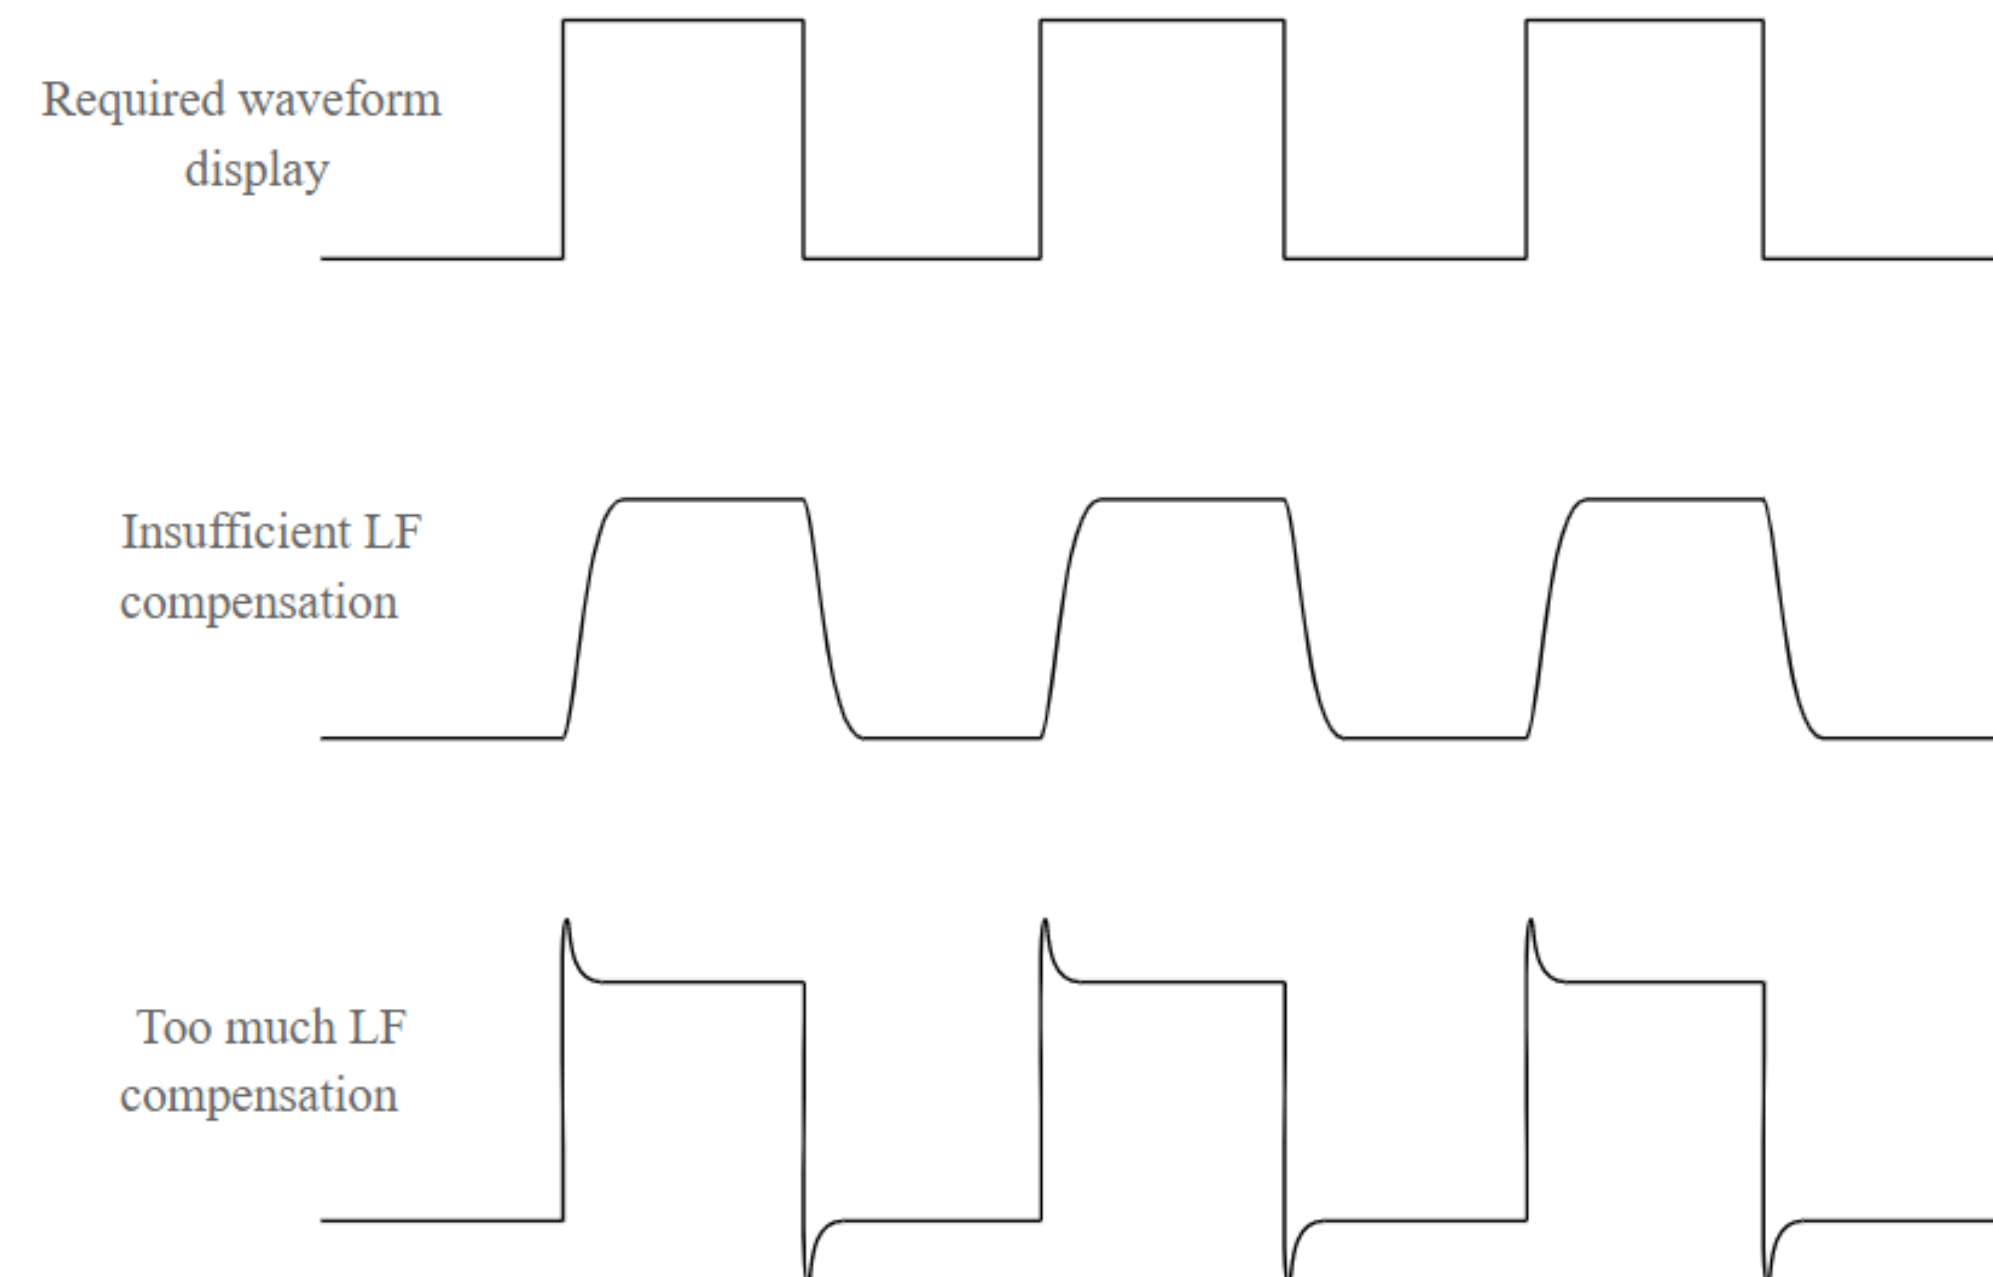 Required waveform
display
Insufficient LF
compensation
Too much LF
compensation